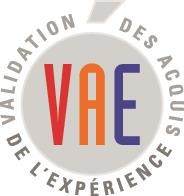 VALIDATION DES ACQUIS
DE L'EXPÉRIENCE
VAE